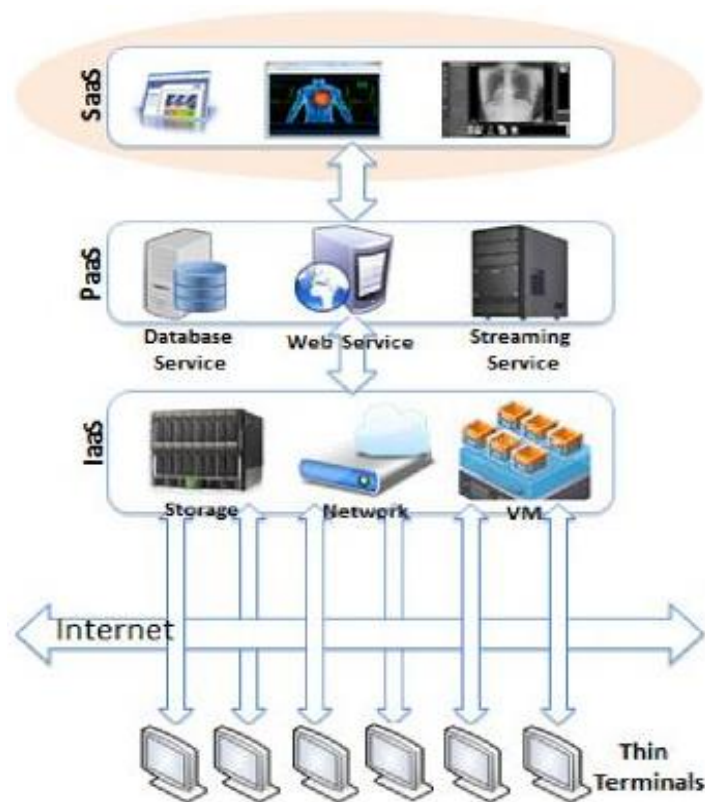 SaaS
PaaS
Database
Service
Web Service
Streaming
Service
IaaS
Storage
Network
VM
Internet
Thin
Terminals